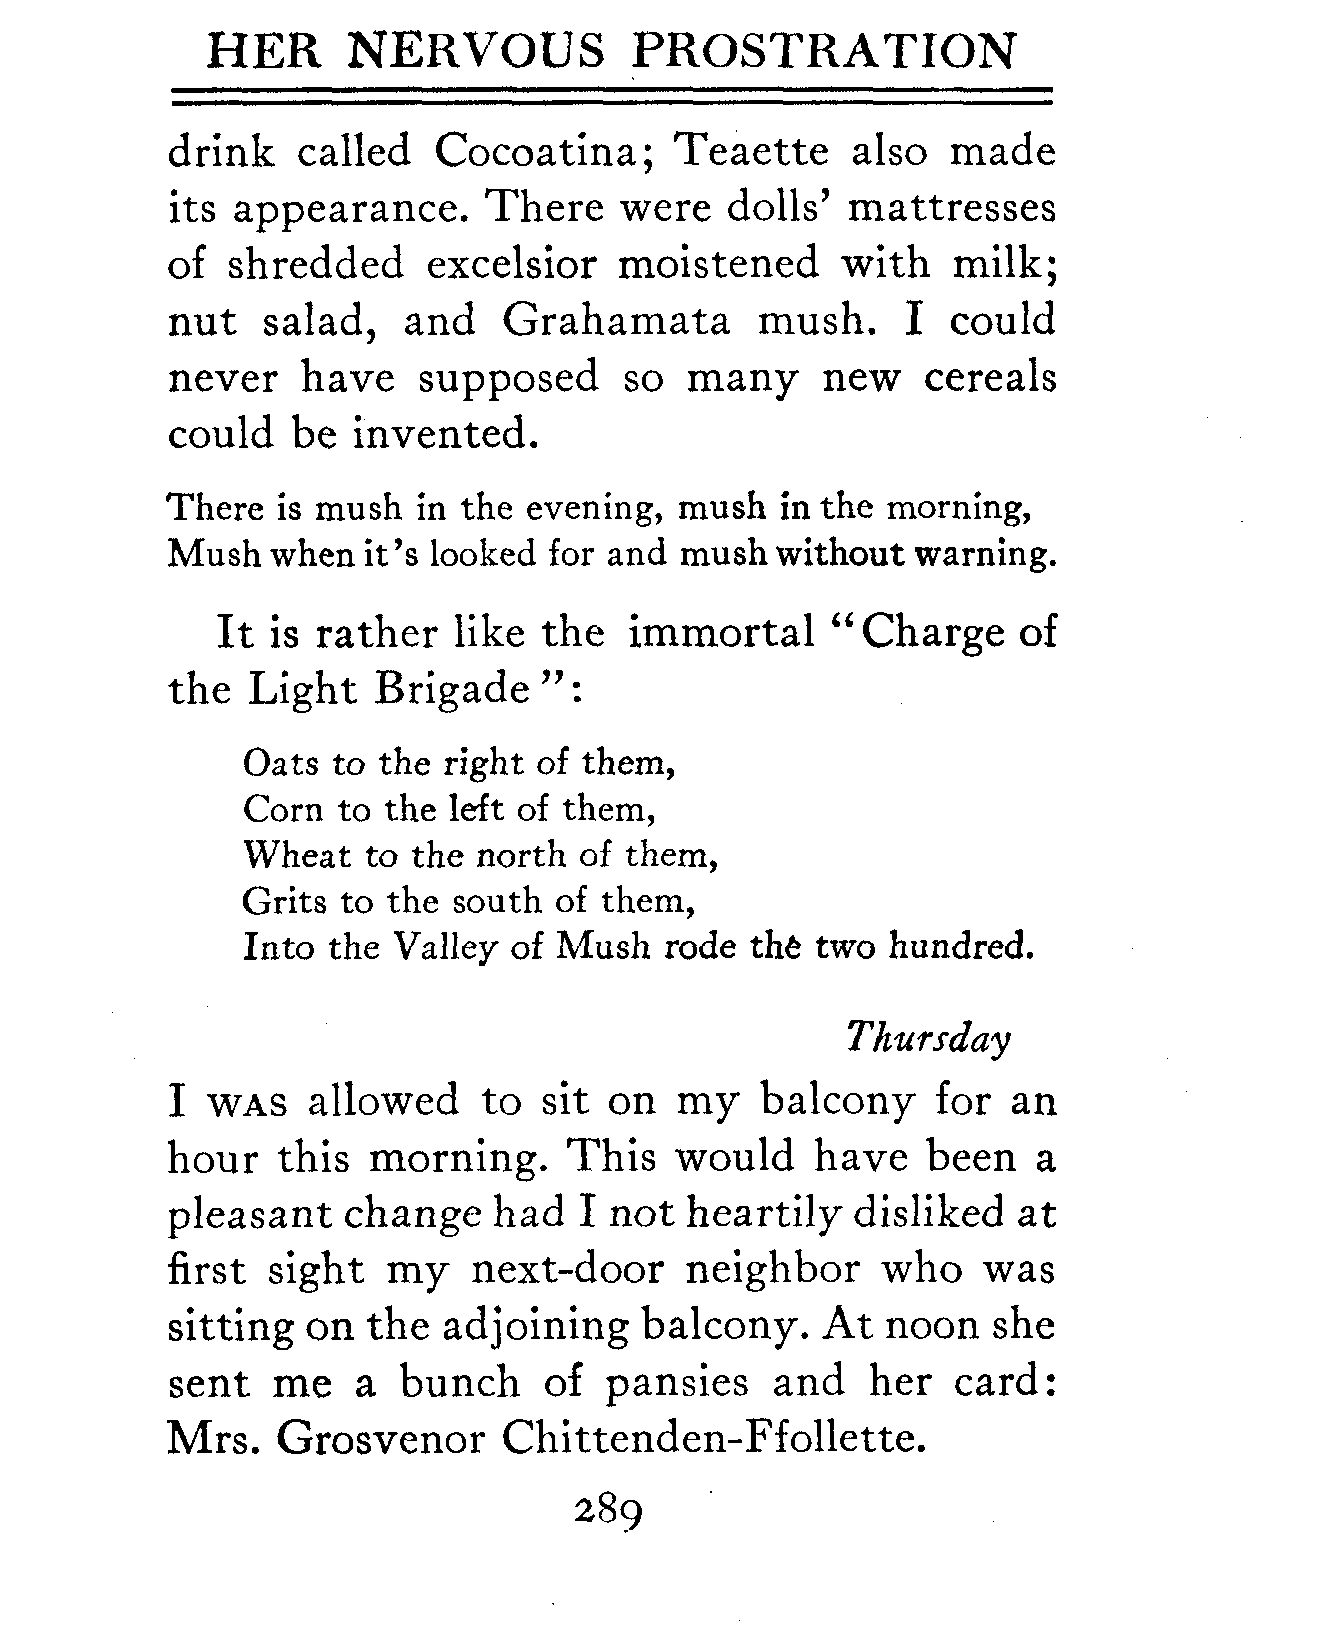 HER NERVOUS PROSTRATION
drink called Cocoatina; Teaette also made
its appearance. There were dolls' mattresses
of shredded excelsior moistened with milk;
nut salad, and Grahamata mush. I could
never have supposed so many new cereals
could be invented.
There is mush in the evening, mush in the morning,
Mush when it's looked for and mush without warning.
It is rather like the immortal "Charge of
the Light Brigade":
Oats to the right of them,
Corn to the left of them,
Wheat to the north of them,
Grits to the south of them,
Into the Valley of Mush rode the two hundred.
Thursday
I WAS allowed to sit on my balcony for an
hour this morning. This would have been a
pleasant change had I not heartily disliked at
first sight my next-door neighbor who was
sitting on the adjoining balcony. At noon she
sent me a bunch of pansies and her card:
Mrs. Grosvenor Chittenden-Ffollette.
289